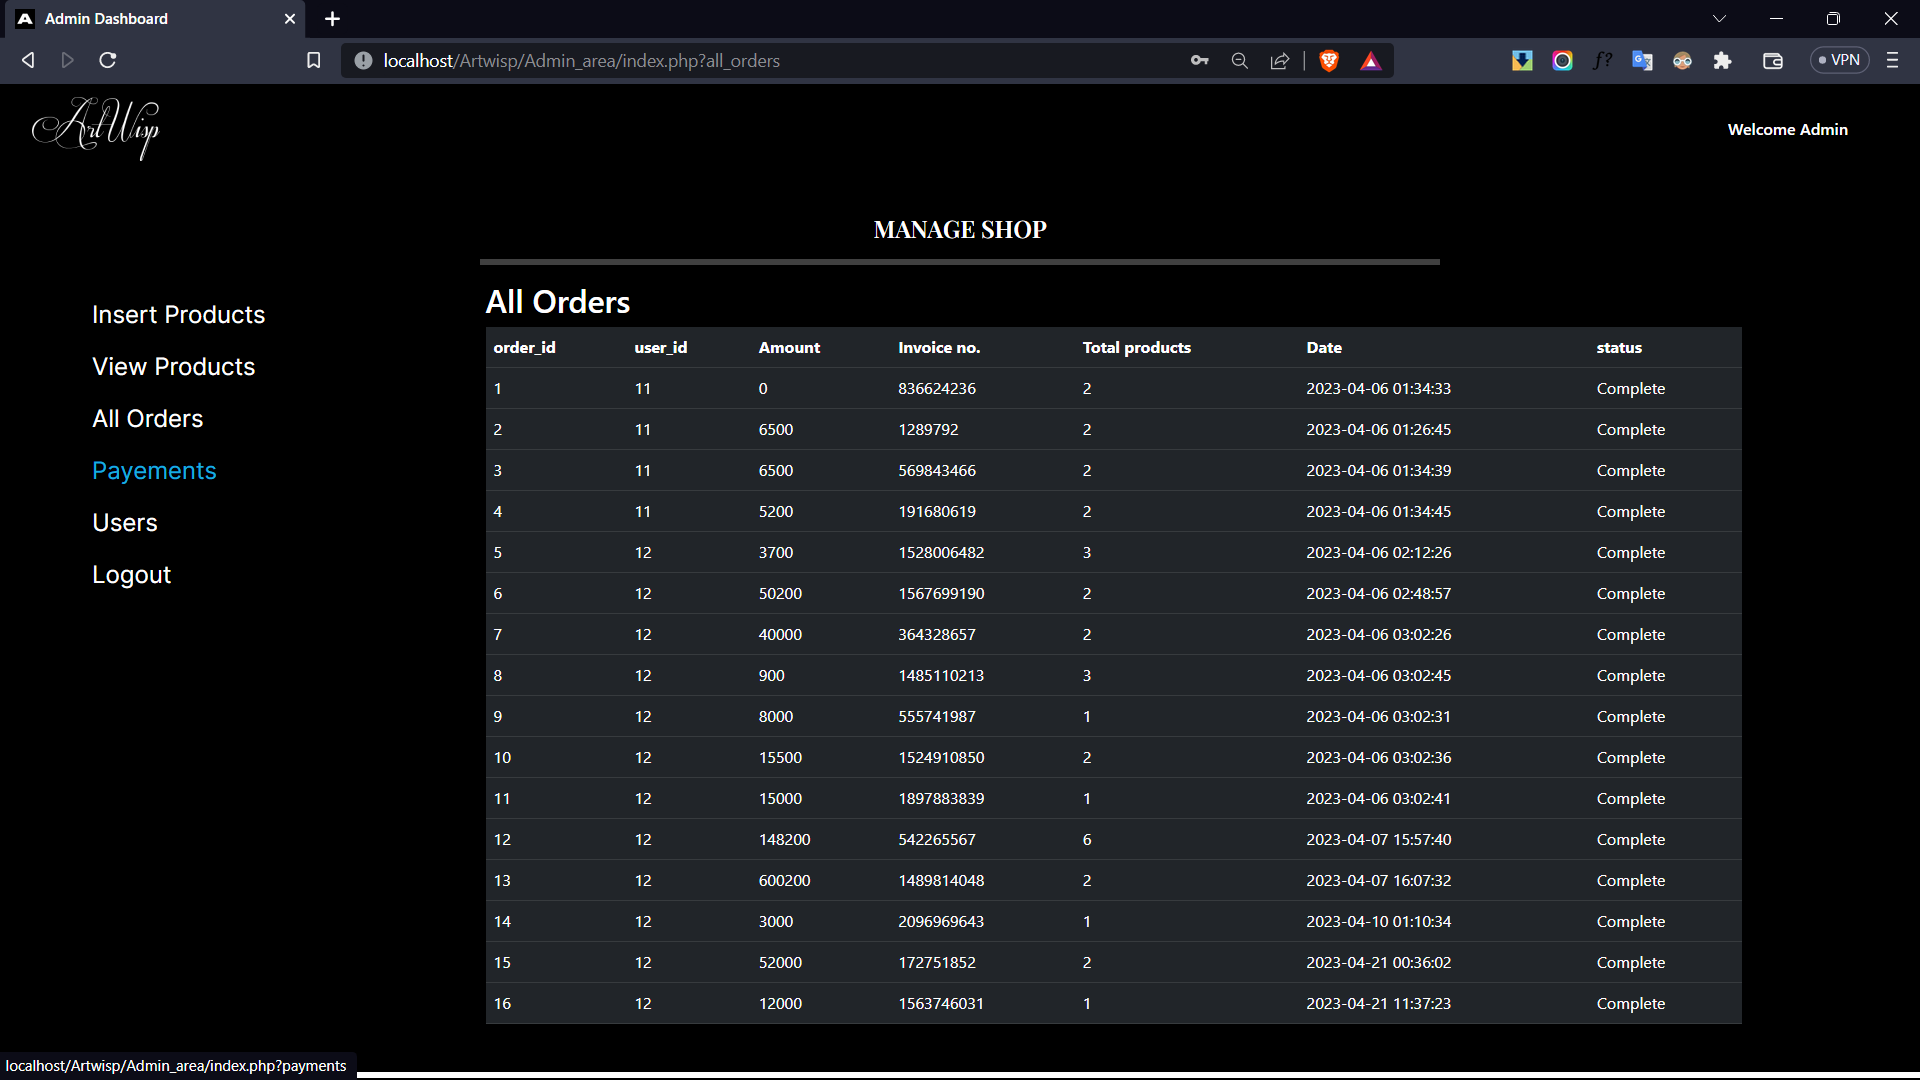 Admin Dashboard
localhost/Artwisp/Admin_area/index.php?all_orders
f?
VPN
ArtWisp
Welcome Admin
MANAGE SHOP
Insert Products
View Products
All Orders
Payements
Users
Logout
All Orders
order_id user_id Amount Invoice no. Total products Date status
1 11 0 836624236 2 2023-04-06 01:34:33 Complete
2 11 6500 1289792 2 2023-04-06 01:26:45 Complete
3 11 6500 569843466 2 2023-04-06 01:34:39 Complete
4 11 5200 191680619 2 2023-04-06 01:34:45 Complete
5 12 3700 1528006482 3 2023-04-06 02:12:26 Complete
6 12 50200 1567699190 2 2023-04-06 02:48:57 Complete
7 12 40000 364328657 2 2023-04-06 03:02:26 Complete
8 12 900 1485110213 3 2023-04-06 03:02:45 Complete
9 12 8000 555741987 1 2023-04-06 03:02:31 Complete
10 12 15500 1524910850 2 2023-04-06 03:02:36 Complete
11 12 15000 1897883839 1 2023-04-06 03:02:41 Complete
12 12 148200 542265567 6 2023-04-07 15:57:40 Complete
13 12 600200 1489814048 2 2023-04-07 16:07:32 Complete
14 12 3000 2096969643 1 2023-04-10 01:10:34 Complete
15 12 52000 172751852 2 2023-04-21 00:36:02 Complete
16 12 12000 1563746031 1 2023-04-21 11:37:23 Complete
localhost/Artwisp/Admin_area/index.php?payments